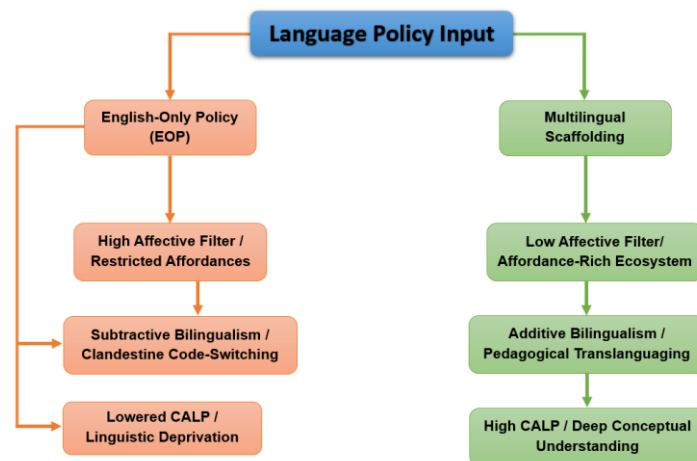 Language Policy Input
English-Only Policy
(EOP)
Multilingual
Scaffolding
High Affective Filter /
Restricted Affordances
Low Affective Filter/
Affordance-Rich Ecosystem
Subtractive Bilingualism /
Clandestine Code-Switching
Additive Bilingualism /
Pedagogical Translanguaging
Lowered CALP /
Linguistic Deprivation
High CALP / Deep Conceptual
Understanding